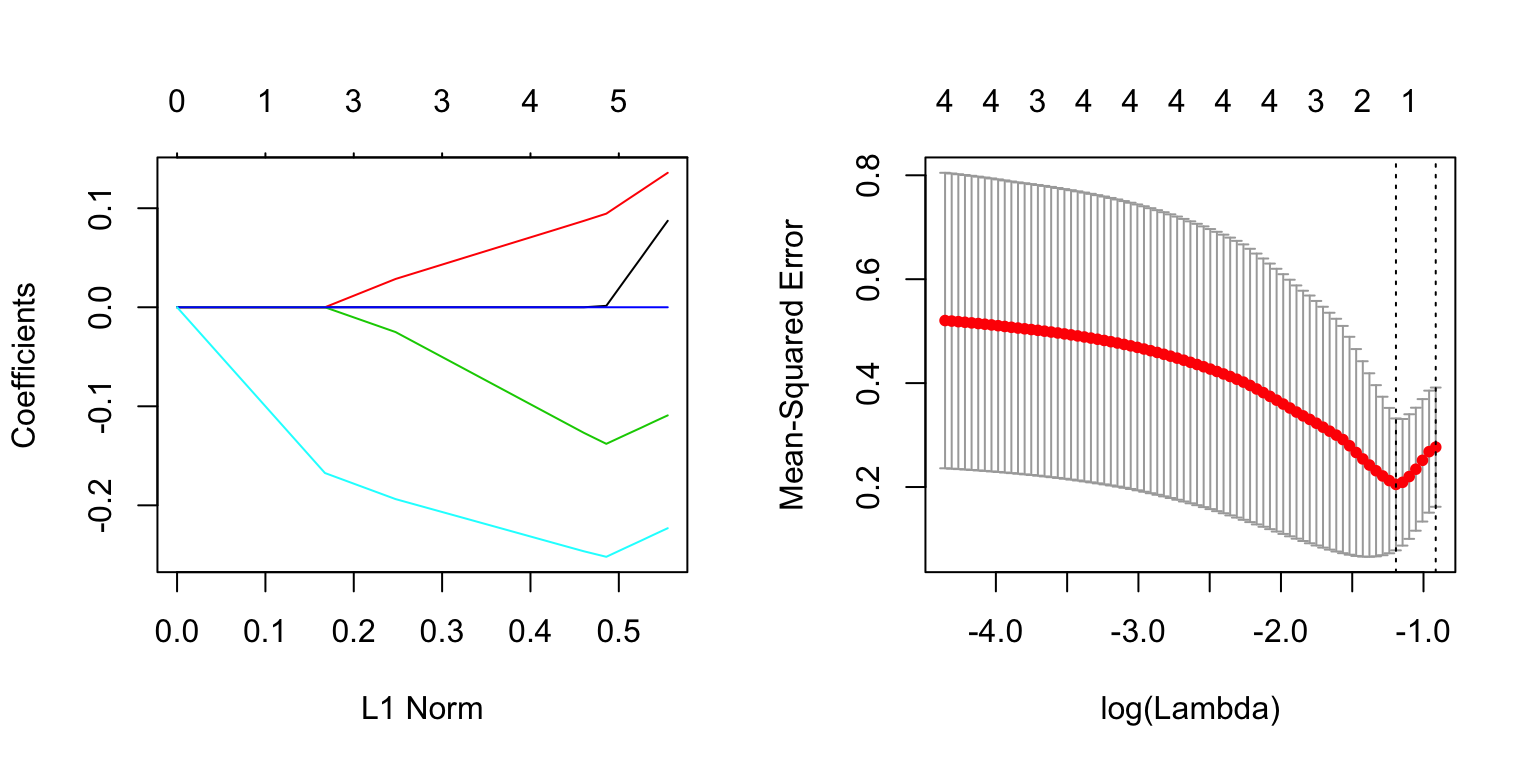 0 1 3 3 4 5
Coefficients
0.1
0.0
-0.1
-0.2
0.0 0.1 0.2 0.3 0.4 0.5
L1 Norm
4 4 3 4 4 4 4 4 3 2 1
Mean-Squared Error
0.8
0.6
0.4
0.2
-4.0 -3.0 -2.0 -1.0
log(Lambda)